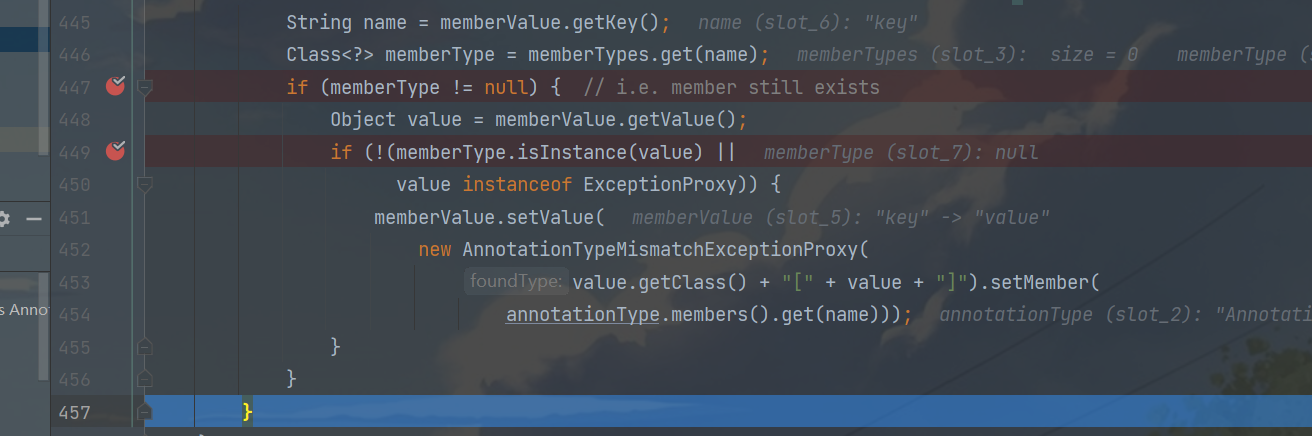 445 String name = memberValue.getKey(); name (slot_6): "key"
446 Class<?> memberType = memberTypes.get(name); memberTypes (slot_3): size = 0 memberType (s
447 if (memberType != null) { // i.e. member still exists
448 Object value = memberValue.getValue();
449 if (!(memberType.isInstance(value) || memberType (slot_7): null
450 value instanceof ExceptionProxy)) {
451 memberValue.setValue( memberValue (slot_5): "key" -> "value"
452 new AnnotationTypeMismatchExceptionProxy(
453 foundType: value.getClass() + "[" + value + "]").setMember(
s Anno
454 annotationType.members().get(name))); annotationType (slot_2): "Annotati
455 }
456 }
457 }